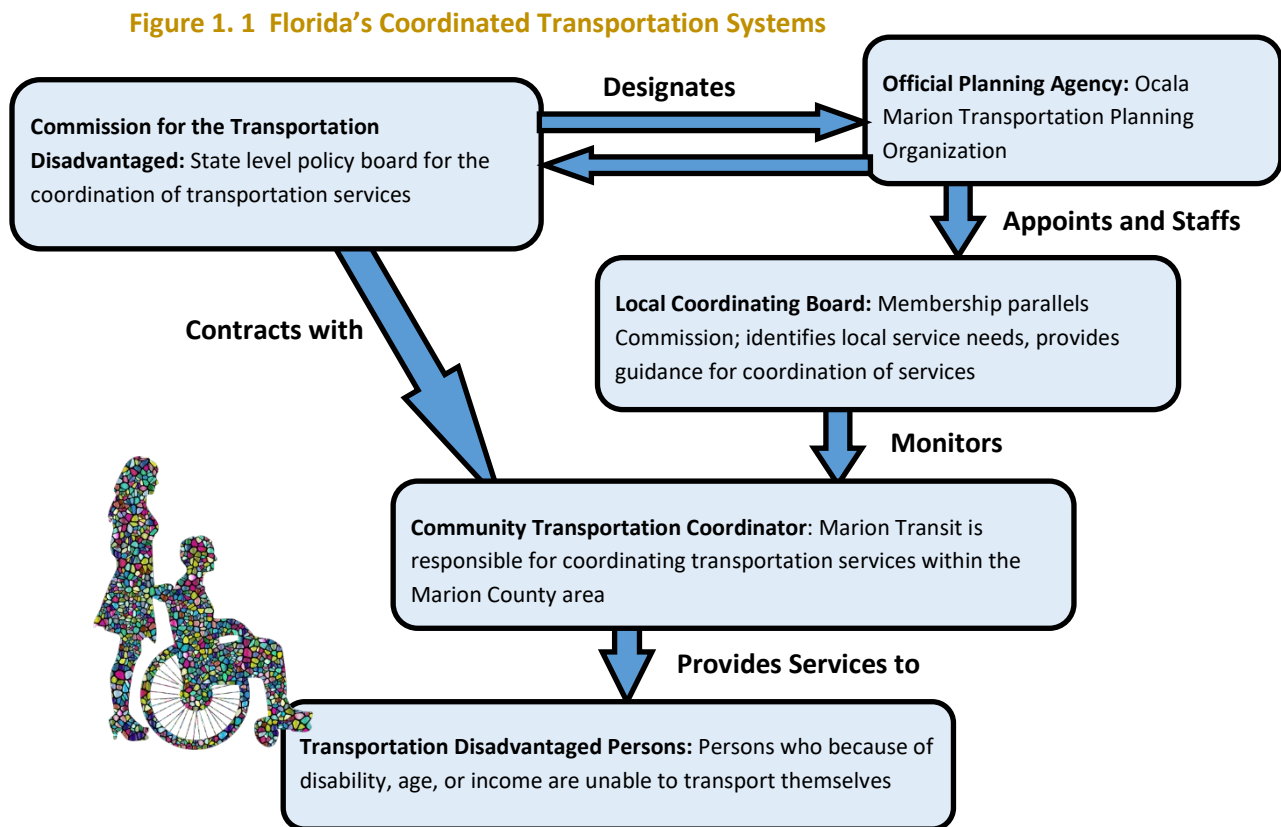 Figure 1. 1  Florida's Coordinated Transportation Systems
Commission for the Transportation
Disadvantaged: State level policy board for the
coordination of transportation services
Designates
Official Planning Agency: Ocala
Marion Transportation Planning
Organization
Appoints and Staffs
Local Coordinating Board: Membership parallels
Commission; identifies local service needs, provides
guidance for coordination of services
Contracts with
Monitors
Community Transportation Coordinator: Marion Transit is
responsible for coordinating transportation services within the
Marion County area
Provides Services to
Transportation Disadvantaged Persons: Persons who because of
disability, age, or income are unable to transport themselves